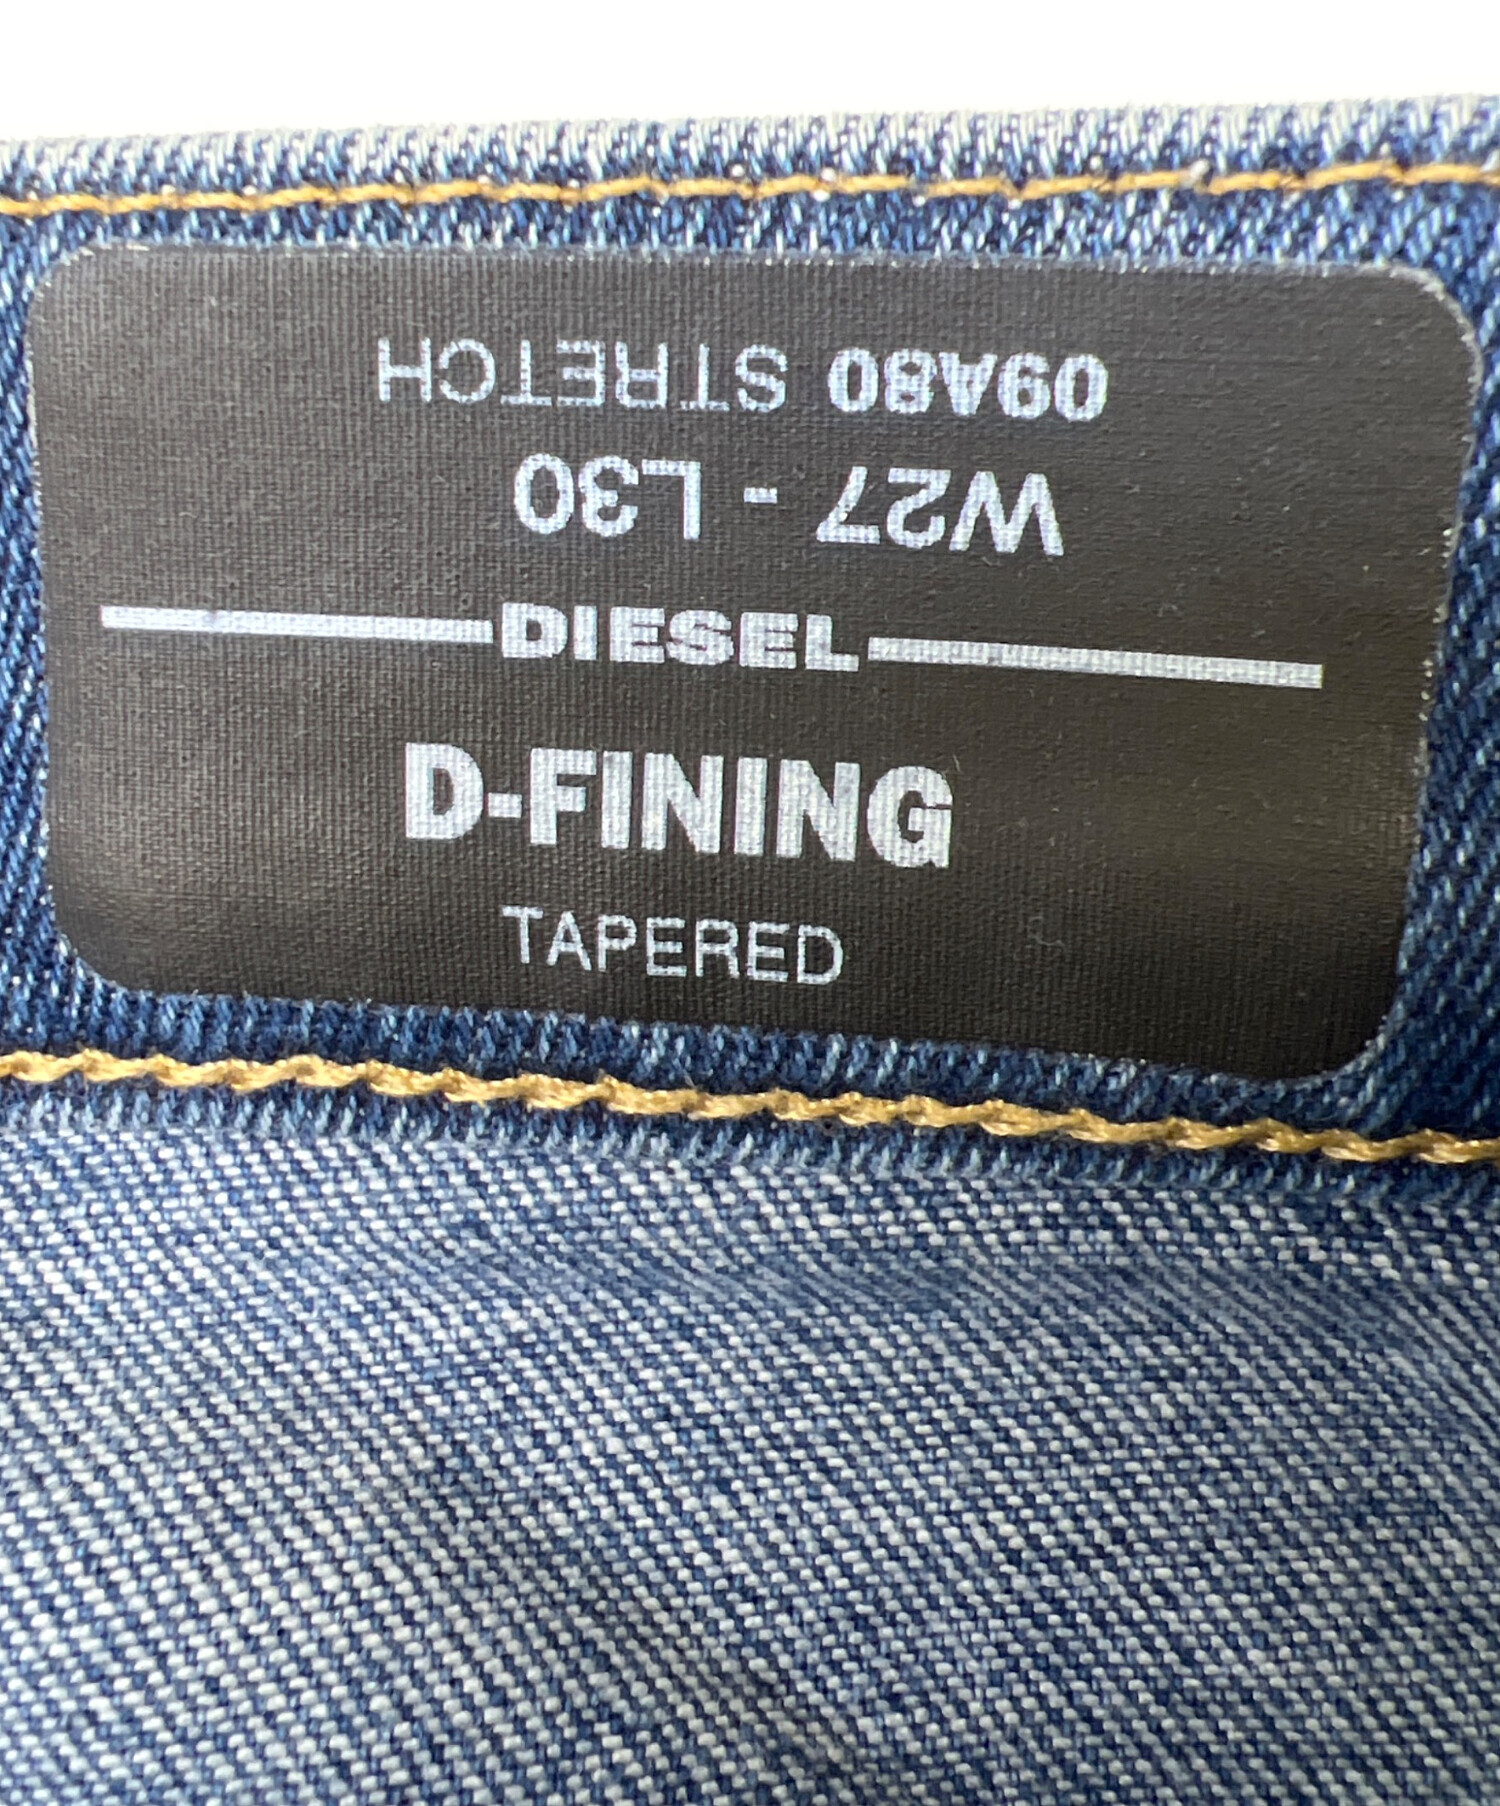 09A80 STRETCH
W27 - L30
DIESEL
D-FINING
TAPERED